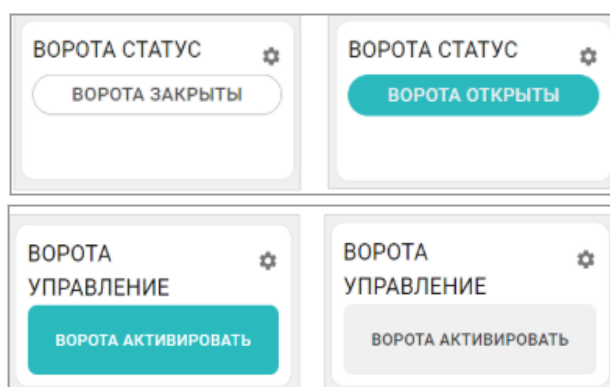 ВОРОТА СТАТУС
ВОРОТА ЗАКРЫТЫ
ВОРОТА СТАТУС
ВОРОТА ОТКРЫТЫ
ВОРОТА
УПРАВЛЕНИЕ
ВОРОТА АКТИВИРОВАТЬ
ВОРОТА
УПРАВЛЕНИЕ
ВОРОТА АКТИВИРОВАТЬ